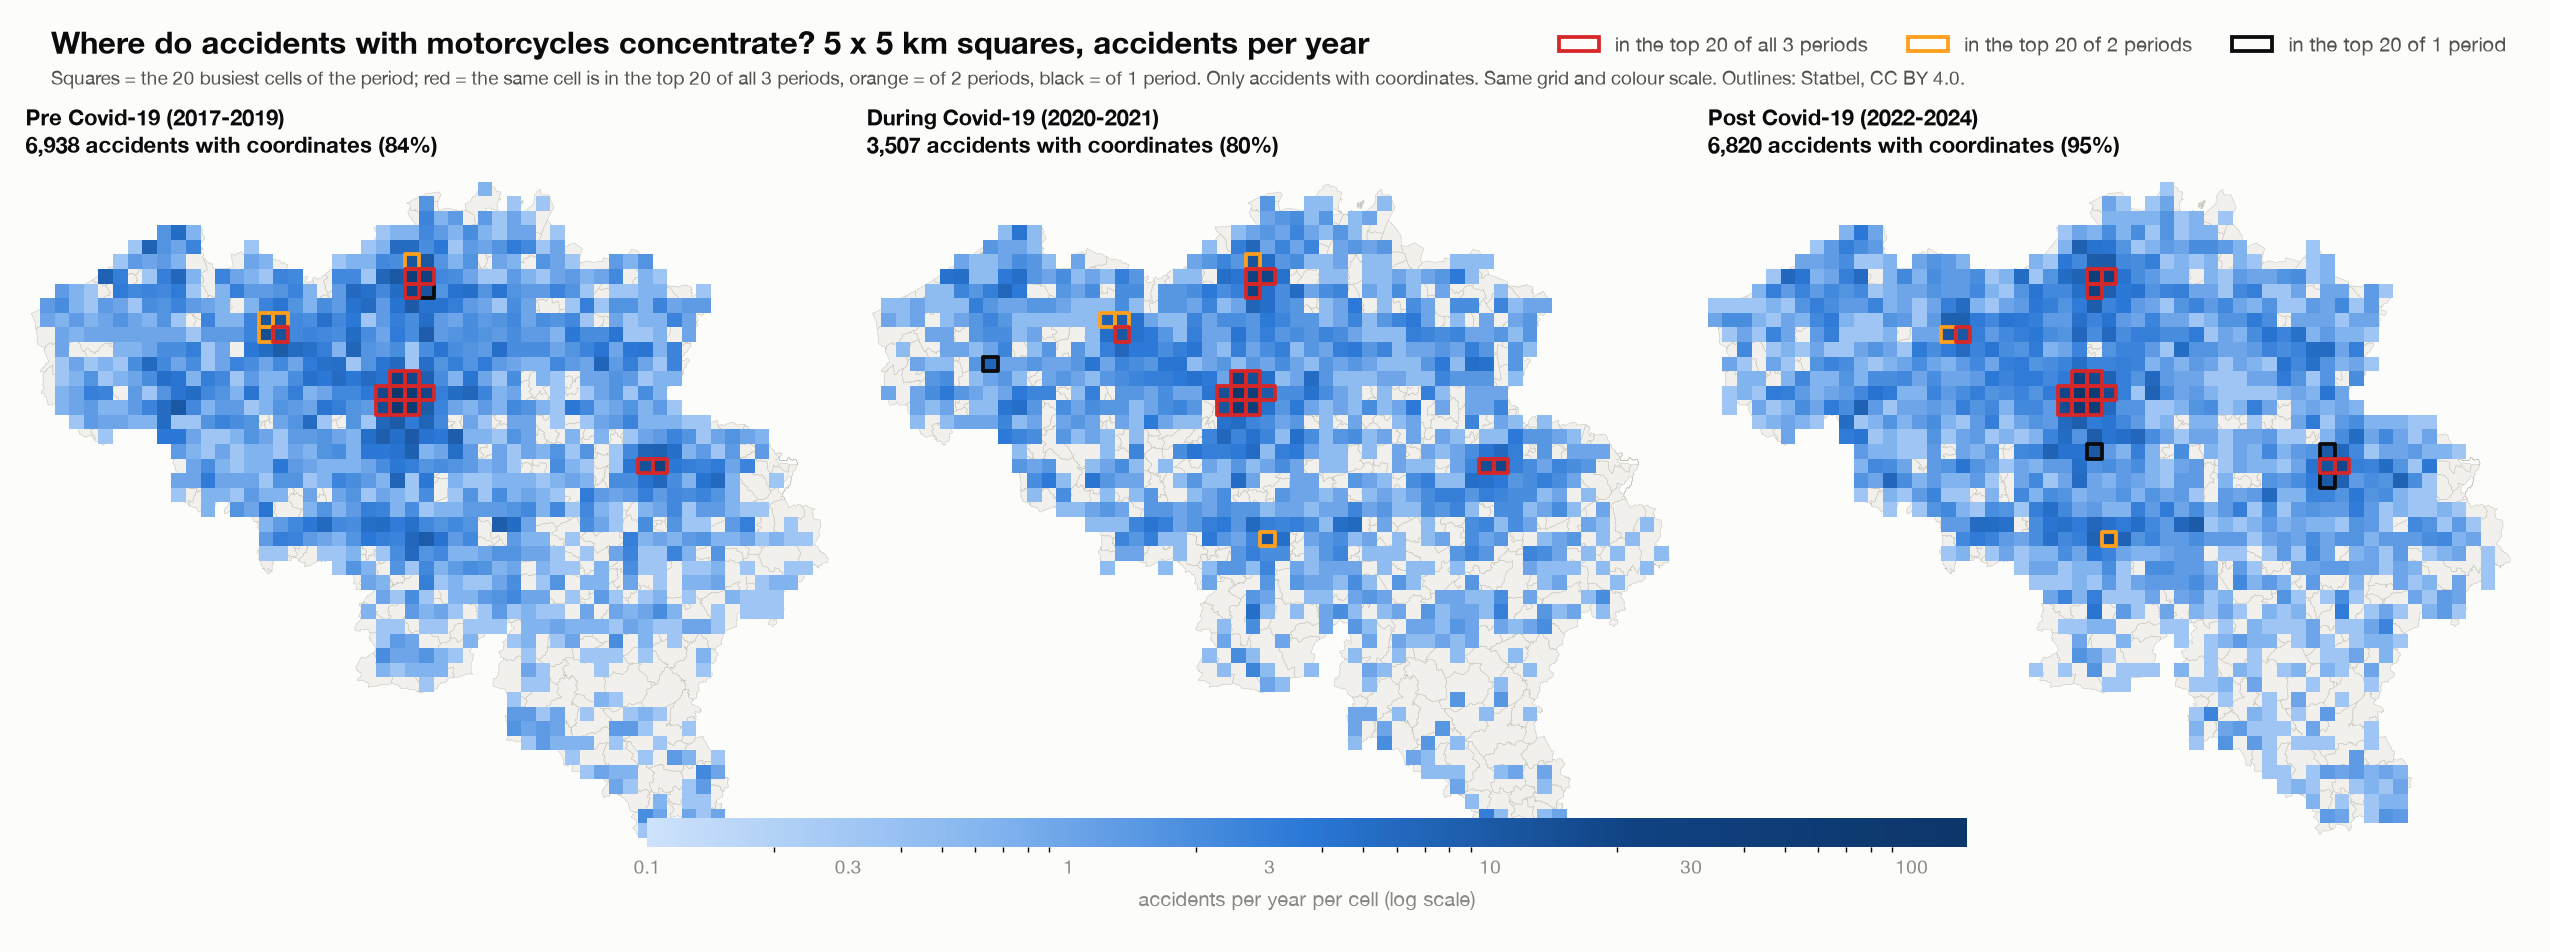 Where do accidents with motorcycles concentrate? 5 x 5 km squares, accidents per year
in the top 20 of all 3 periods
in the top 20 of 2 periods
in the top 20 of 1 period
Squares = the 20 busiest cells of the period; red = the same cell is in the top 20 of all 3 periods, orange = of 2 periods, black = of 1 period. Only accidents with coordinates. Same grid and colour scale. Outlines: Statbel, CC BY 4.0.
Pre Covid-19 (2017-2019)
6,938 accidents with coordinates (84%)
During Covid-19 (2020-2021)
3,507 accidents with coordinates (80%)
Post Covid-19 (2022-2024)
6,820 accidents with coordinates (95%)
0.1 0.3 1 3 10 30 100
accidents per year per cell (log scale)